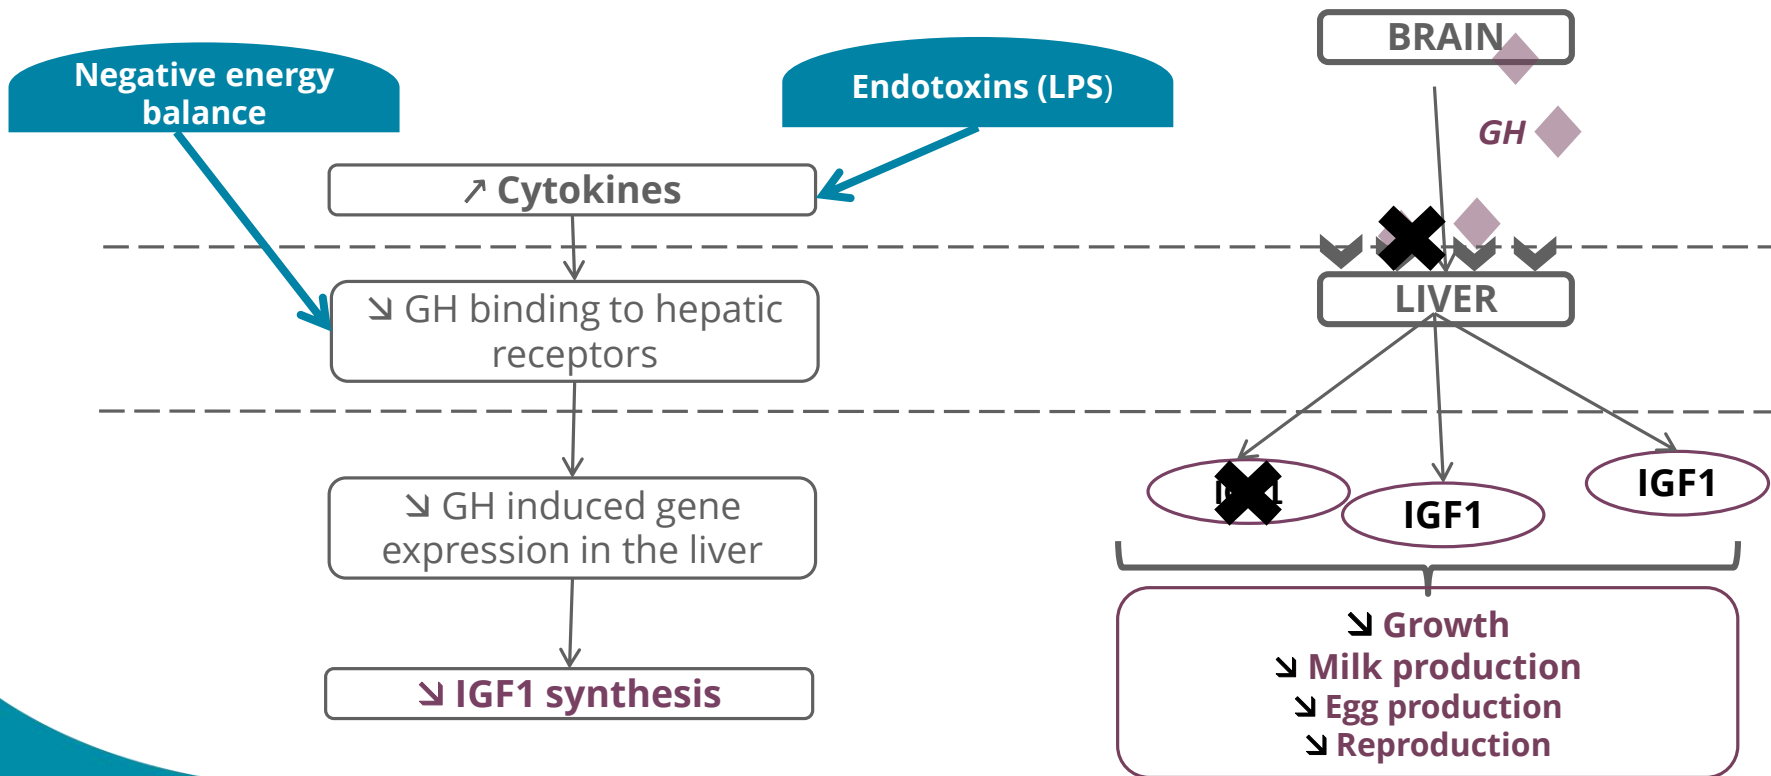 Negative energy
balance
Endotoxins (LPS)
↗ Cytokines
↘ GH binding to hepatic
receptors
↘ GH induced gene
expression in the liver
↘ IGF1 synthesis
BRAIN
GH
LIVER
IGF1
IGF1
↘ Growth
↘ Milk production
↘ Egg production
↘ Reproduction